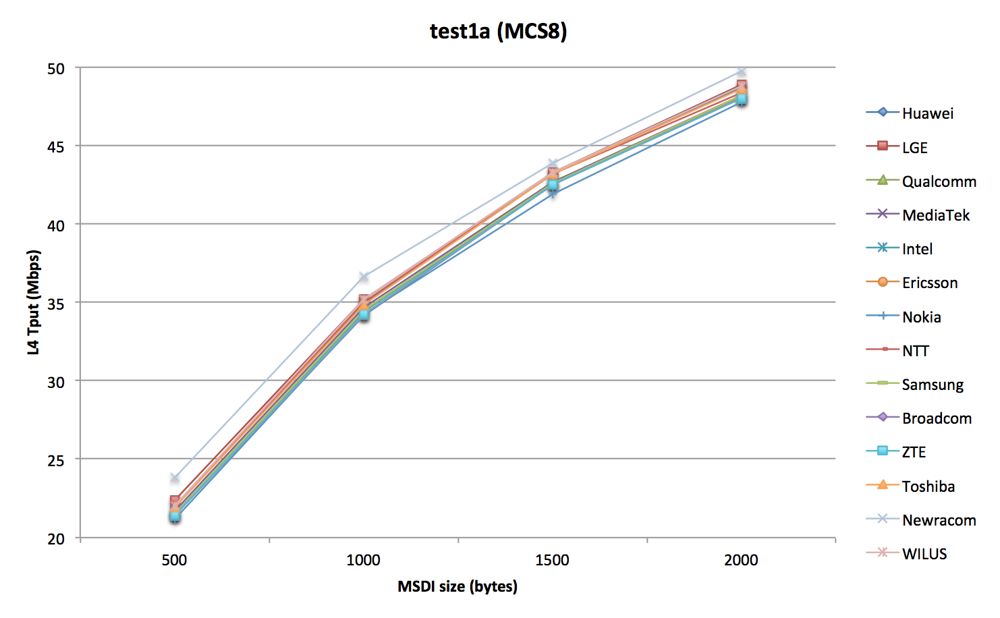 test1a (MCS8)
50
45
40
35
30
25
20
L4 Tput (Mbps)
500 1000 1500 2000
MSDI size (bytes)
Huawei
LGE
Qualcomm
MediaTek
Intel
Ericsson
Nokia
NTT
Samsung
Broadcom
ZTE
Toshiba
Newracom
WILUS